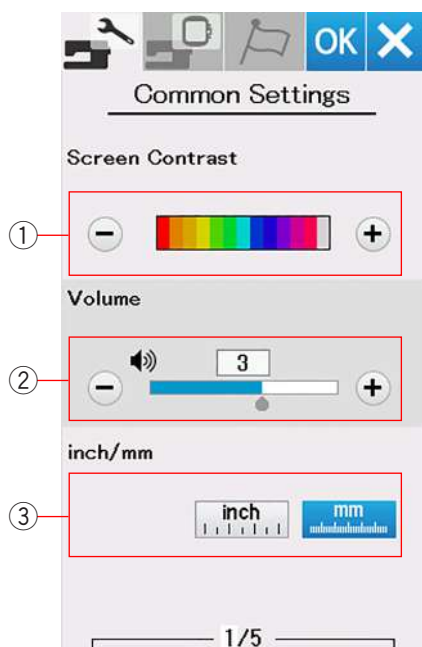 OK
Common Settings
Screen Contrast
① − +
Volume
3
② − +
inch/mm
③ inch mm
1/5